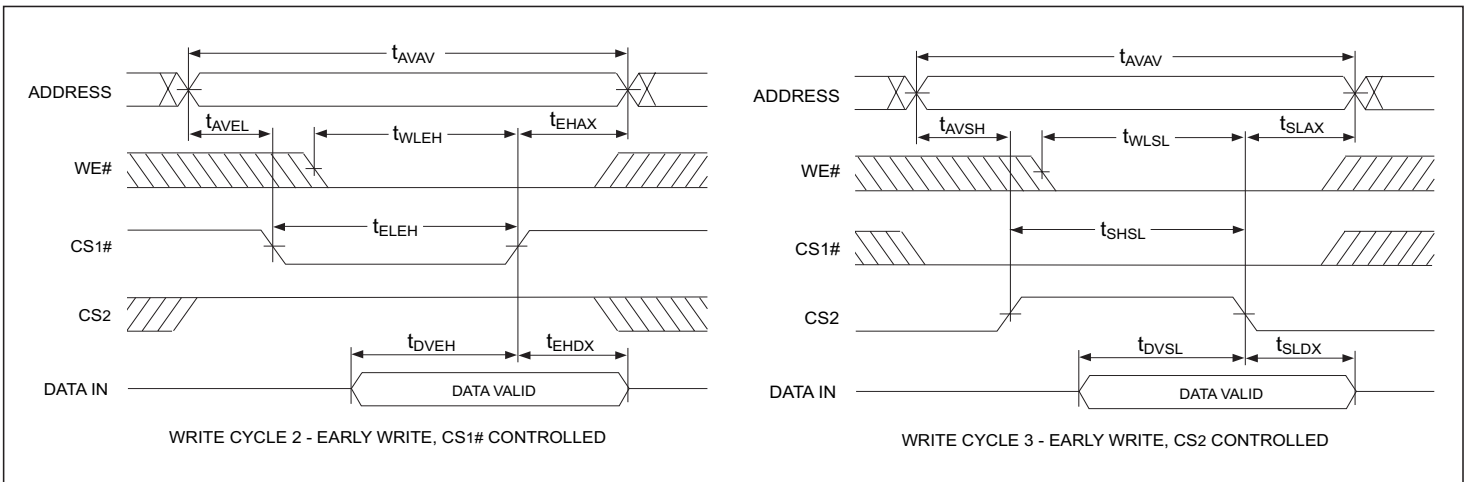 tAVAV
ADDRESS
tAVEL
tWLEH
tEHAX
WE#
tELEH
CS1#
CS2
tDVEH
tEHDX
DATA IN
DATA VALID
WRITE CYCLE 2 - EARLY WRITE, CS1# CONTROLLED
tAVAV
ADDRESS
tAVSH
tWLSL
tSLAX
WE#
tSHSL
CS1#
CS2
tDVSL
tSLDX
DATA IN
DATA VALID
WRITE CYCLE 3 - EARLY WRITE, CS2 CONTROLLED